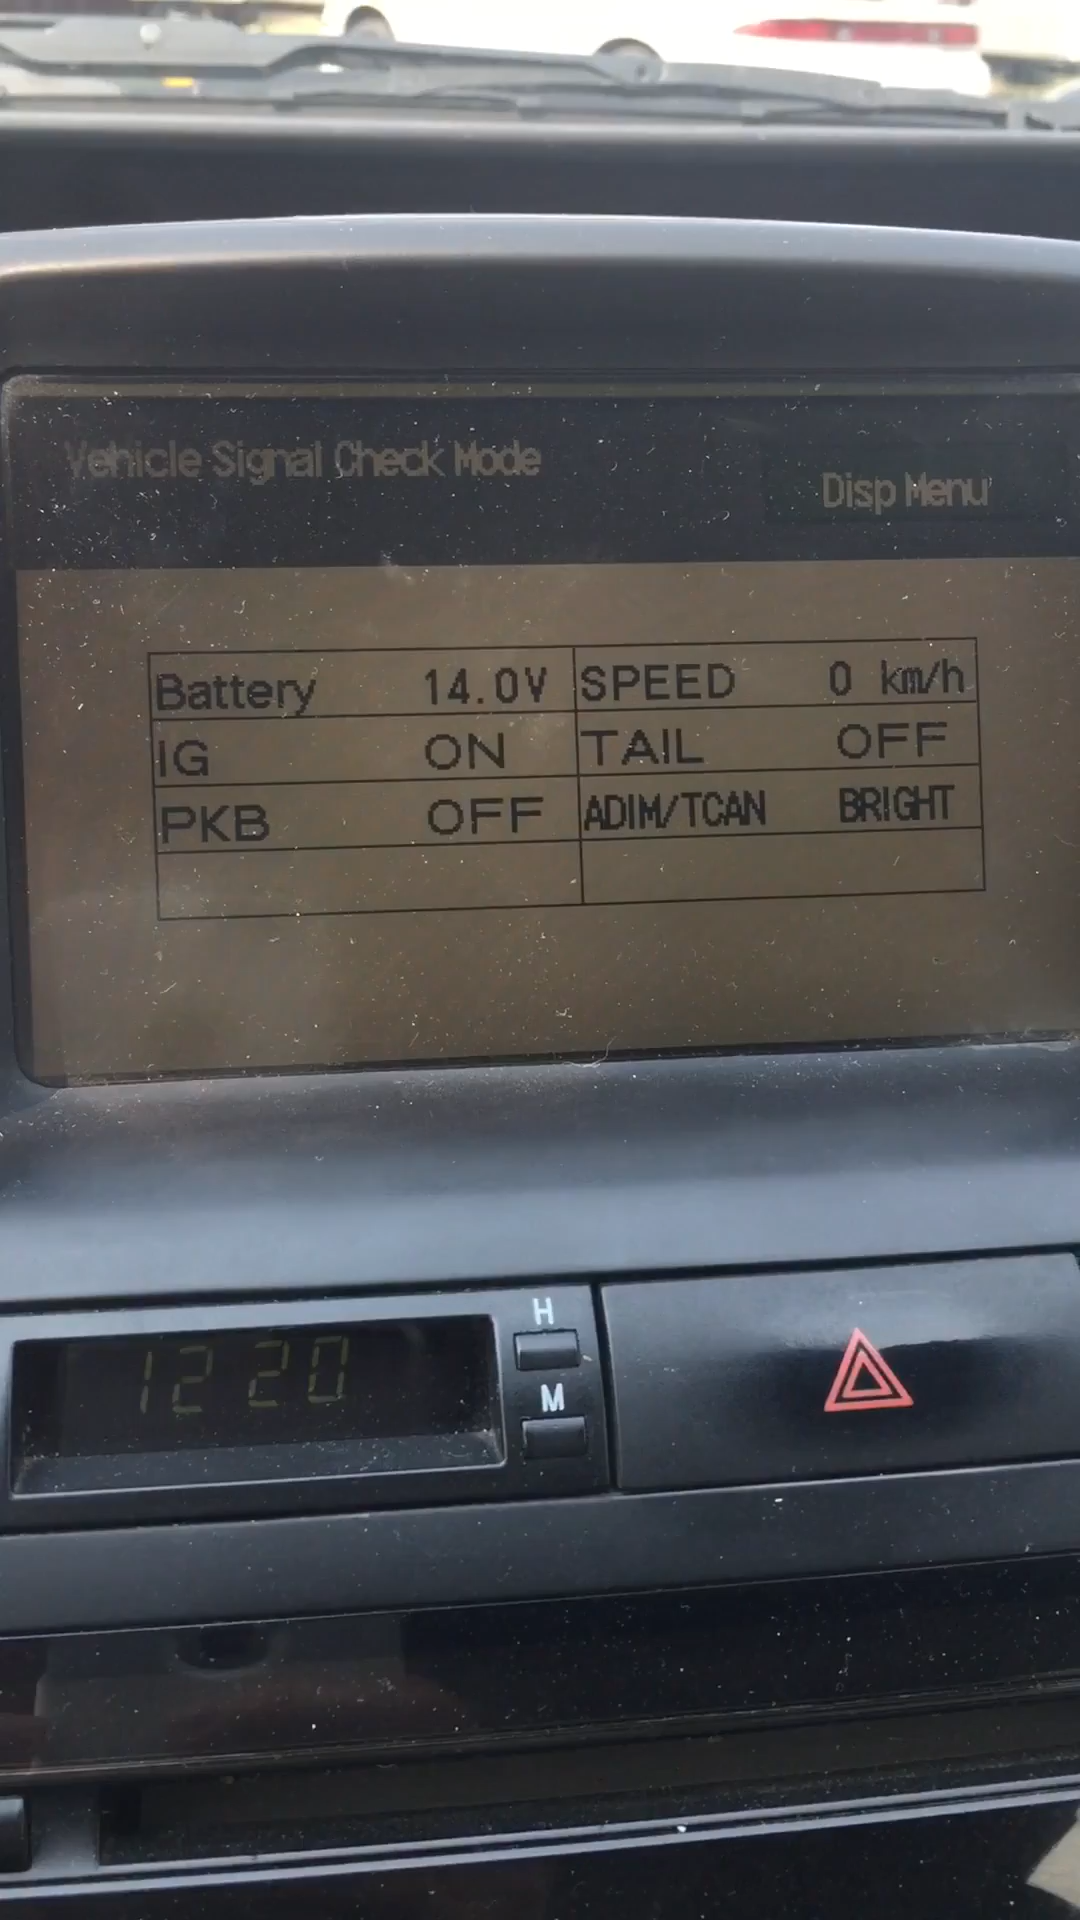 Vehicle Signal Check Mode
Disp Menu
Battery 14.0V SPEED 0 km/h
IG ON TAIL OFF
PKB OFF ADIM/TCAN BRIGHT
H
12 20
M